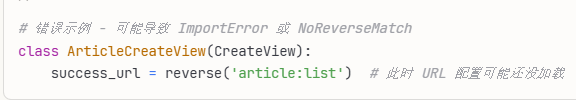 # 错误示例 - 可能导致 ImportError 或 NoReverseMatch
class ArticleCreateView(CreateView):
    success_url = reverse('article:list')  # 此时 URL 配置可能还没加载